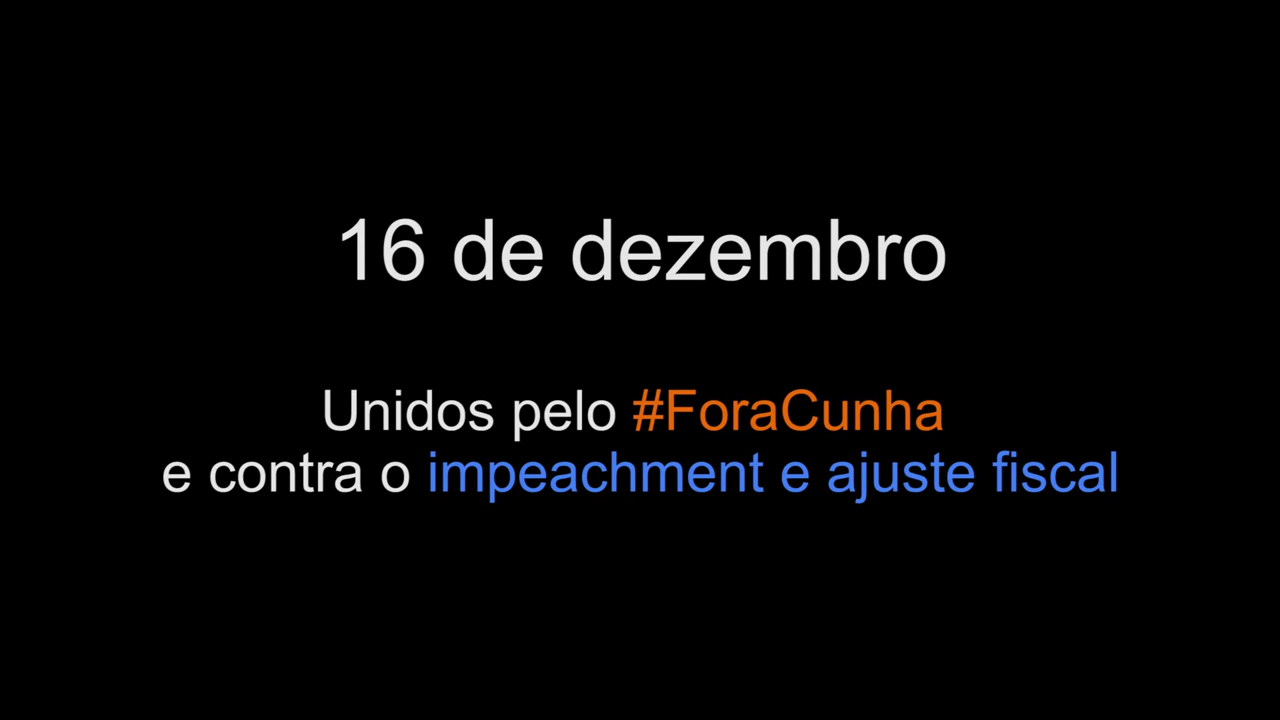 16 de dezembro
Unidos pelo #ForaCunha
e contra o impeachment e ajuste fiscal